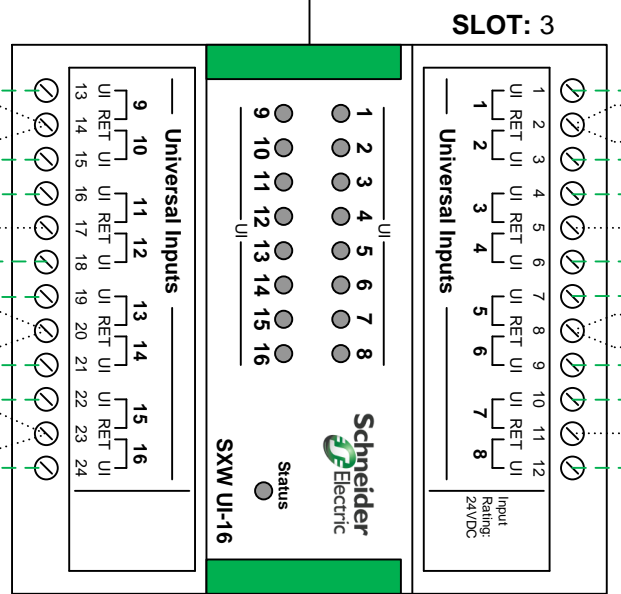 SLOT: 3
13 UI
14 RET
15 UI
16 UI
17 RET
18 UI
19 UI
20 RET
21 UI
22 UI
23 RET
24 UI
9
10
11
12
13
14
15
16
Universal Inputs
9
10
11
12
13
14
15
16
UI
1
2
3
4
5
6
7
8
UI
Status
SXW UI-16
Schneider
Electric
Universal Inputs
1
2
3
4
5
6
7
8
UI 1
RET 2
UI 3
UI 4
RET 5
UI 6
UI 7
RET 8
UI 9
UI 10
RET 11
UI 12
Input
Rating:
24VDC